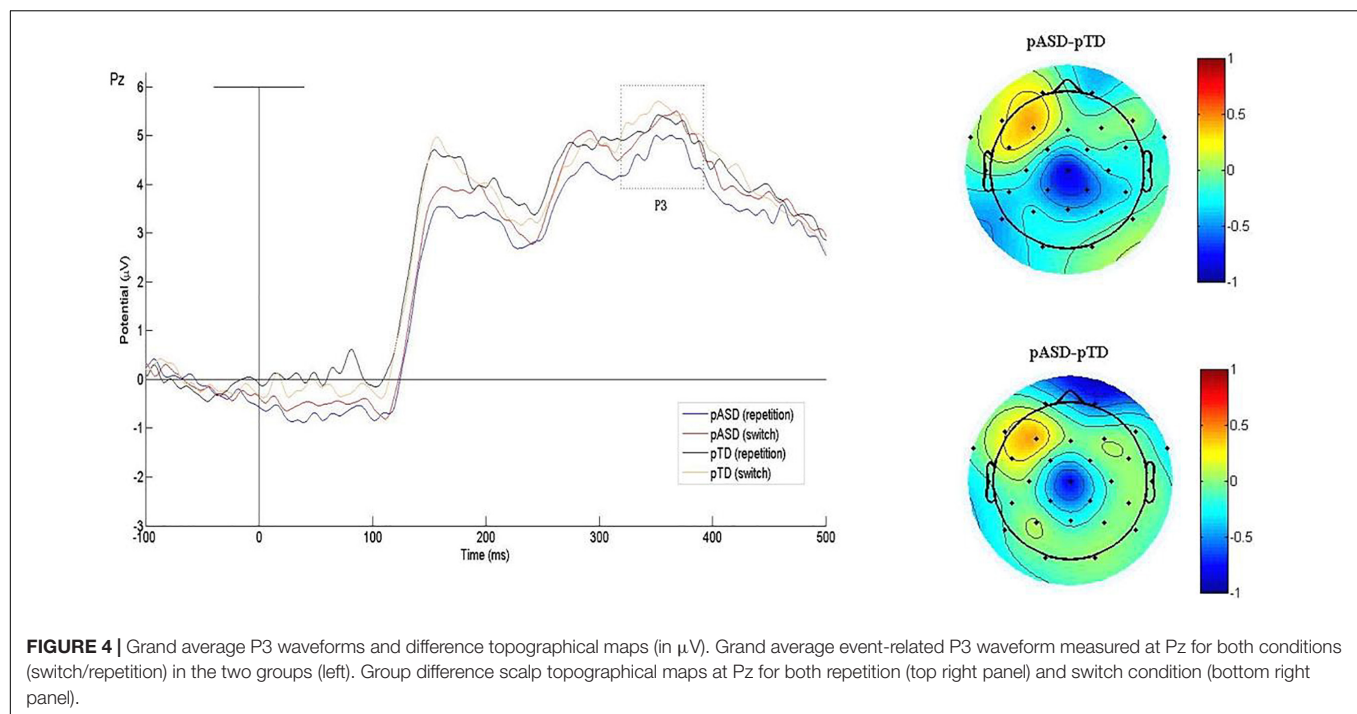 Pz
6
5
4
3
2
1
0
-1
-2
-3
Potential (μV)
-100
0
100
200
300
400
500
Time (ms)
P3
pASD (repetition)
pASD (switch)
pTD (repetition)
pTD (switch)
pASD-pTD
1
0.5
0
-0.5
-1
pASD-pTD
1
0.5
0
-0.5
-1
FIGURE 4 | Grand average P3 waveforms and difference topographical maps (in μV). Grand average event-related P3 waveform measured at Pz for both conditions
(switch/repetition) in the two groups (left). Group difference scalp topographical maps at Pz for both repetition (top right panel) and switch condition (bottom right
panel).